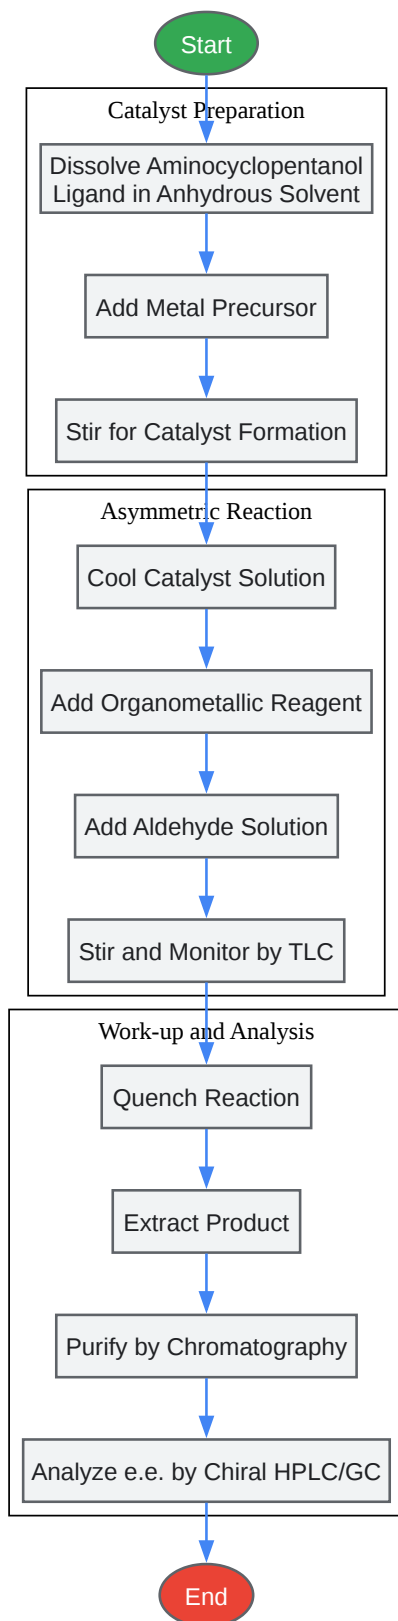 Start
Catalyst Preparation
Dissolve Aminocyclopentanol
Ligand in Anhydrous Solvent
Add Metal Precursor
Stir for Catalyst Formation
Asymmetric Reaction
Cool Catalyst Solution
Add Organometallic Reagent
Add Aldehyde Solution
Stir and Monitor by TLC
Work-up and Analysis
Quench Reaction
Extract Product
Purify by Chromatography
Analyze e.e. by Chiral HPLC/GC
End